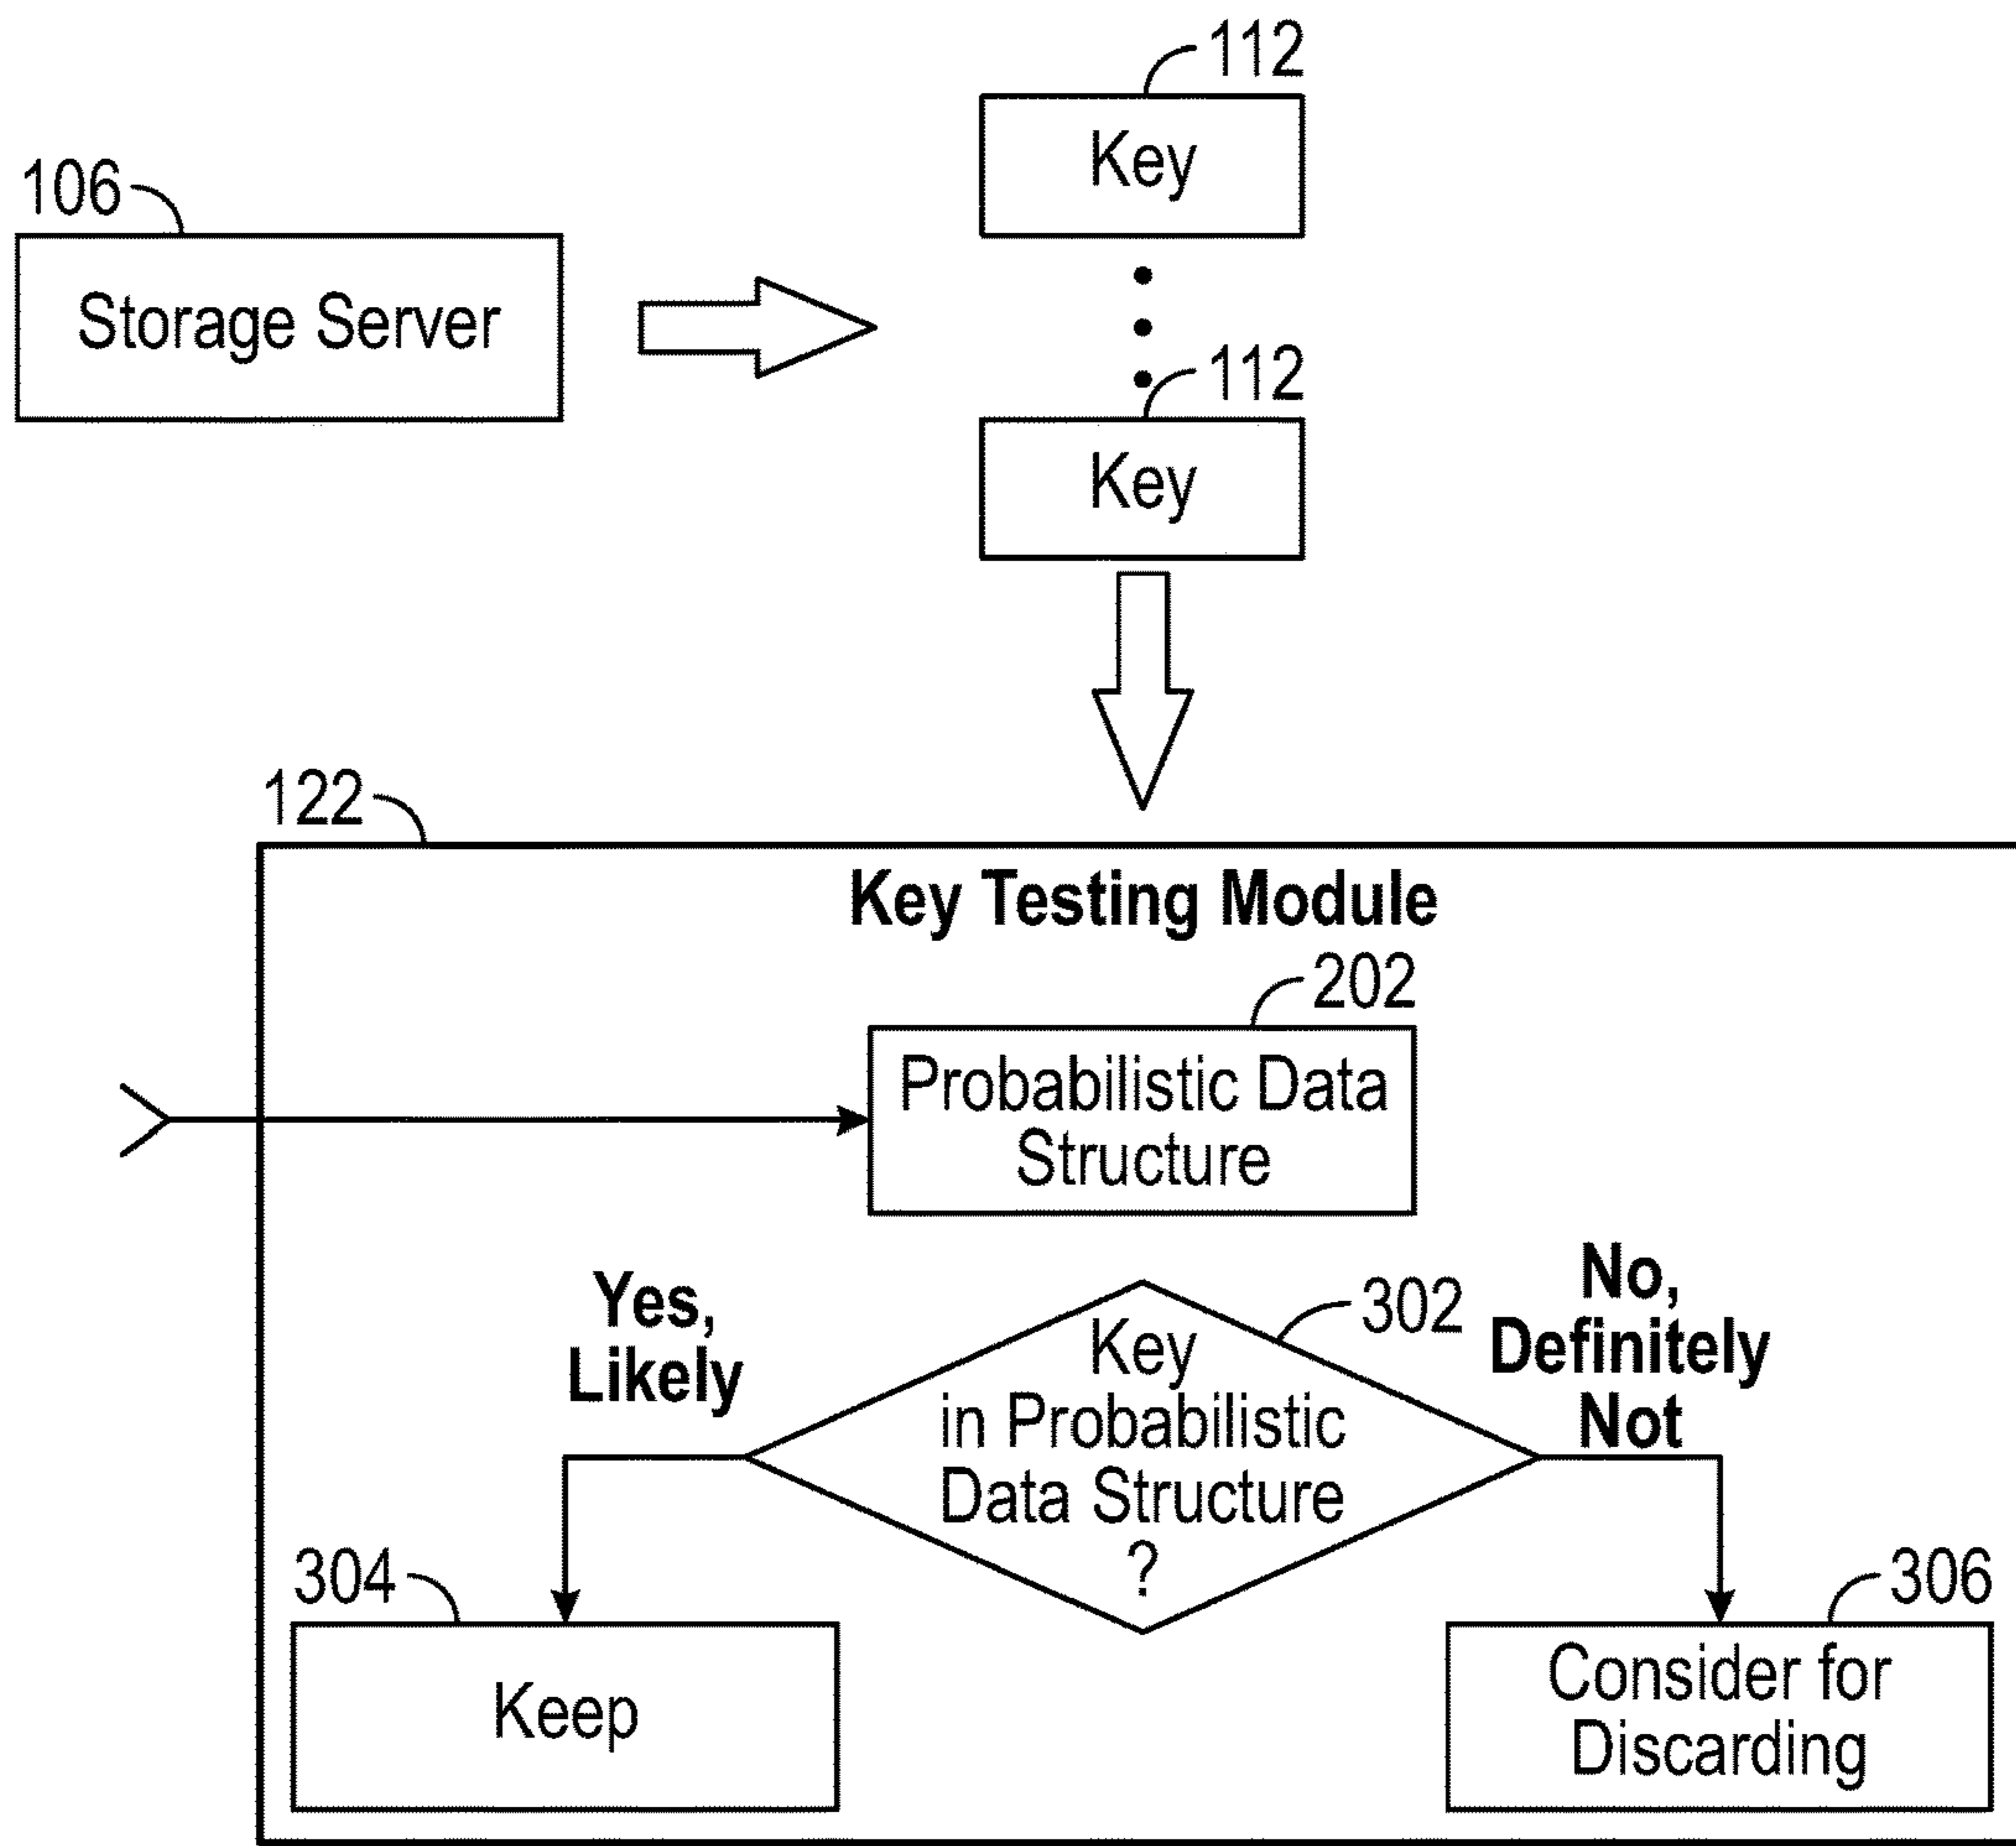 112
Key
106
Storage Server
112
Key
122
Key Testing Module
202
Probabilistic Data
Structure
Yes,
Likely
302
Key
in Probabilistic
Data Structure
?
No,
Definitely
Not
304
Keep
306
Consider for
Discarding